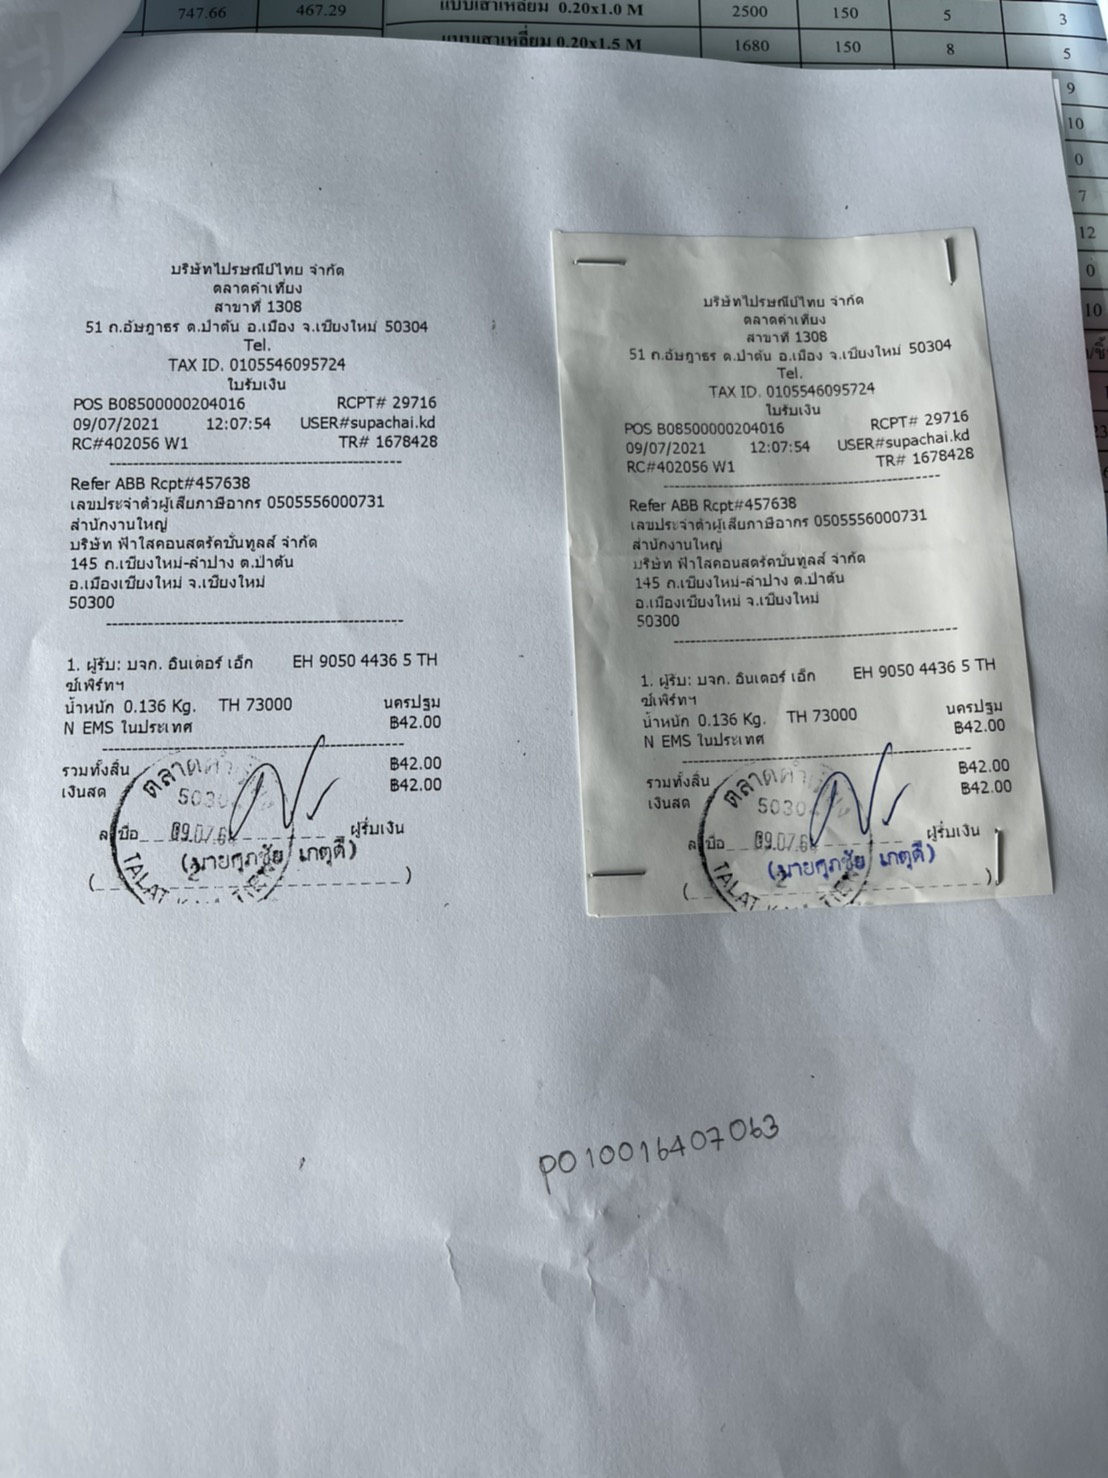 747.66 467.29 แบบเสาเหลี่ยม 0.20x1.0 M 2500 150 5 3
แบบเสาเหลี่ยม 0.20x1.5 M 1680 150 8 5
9
10
0
7
12
0
10
บริษัทไปรษณีย์ไทย จำกัด
ตลาดคำเที่ยง
สาขาที่ 1308
51 ถ.อัษฎาธร ต.ป่าตัน อ.เมือง จ.เชียงใหม่ 50304
Tel.
TAX ID. 0105546095724
ใบรับเงิน
POS B08500000204016 RCPT# 29716
09/07/2021 12:07:54 USER#supachai.kd
RC#402056 W1 TR# 1678428
Refer ABB Rcpt#457638
เลขประจำตัวผู้เสียภาษีอากร 0505556000731
สำนักงานใหญ่
บริษัท ฟ้าใสคอนสตรัคชั่นทูลส์ จำกัด
145 ถ.เชียงใหม่-ลำปาง ต.ป่าตัน
อ.เมืองเชียงใหม่ จ.เชียงใหม่
50300
1. ผู้รับ: บจก. อินเตอร์ เอ็ก EH 9050 4436 5 TH
ซ์เพิร์ทฯ
น้ำหนัก 0.136 Kg. TH 73000 นครปฐม
N EMS ในประเทศ ฿42.00
รวมทั้งสิ้น ฿42.00
เงินสด ฿42.00
ตลาดคำ
5030
09.07.64
ลงชื่อ ผู้รับเงิน
(นายศุภชัย เกตุดี)
TALAT
บริษัทไปรษณีย์ไทย จำกัด
ตลาดคำเที่ยง
สาขาที่ 1308
51 ถ.อัษฎาธร ต.ป่าตัน อ.เมือง จ.เชียงใหม่ 50304
Tel.
TAX ID. 0105546095724
ใบรับเงิน
POS B08500000204016 RCPT# 29716
09/07/2021 12:07:54 USER#supachai.kd
RC#402056 W1 TR# 1678428
Refer ABB Rcpt#457638
เลขประจำตัวผู้เสียภาษีอากร 0505556000731
สำนักงานใหญ่
บริษัท ฟ้าใสคอนสตรัคชั่นทูลส์ จำกัด
145 ถ.เชียงใหม่-ลำปาง ต.ป่าตัน
อ.เมืองเชียงใหม่ จ.เชียงใหม่
50300
1. ผู้รับ: บจก. อินเตอร์ เอ็ก EH 9050 4436 5 TH
ซ์เพิร์ทฯ
น้ำหนัก 0.136 Kg. TH 73000 นครปฐม
N EMS ในประเทศ ฿42.00
รวมทั้งสิ้น ฿42.00
เงินสด ฿42.00
ตลาดคำ
5030
09.07.64
ลงชื่อ ผู้รับเงิน
(นายศุภชัย เกตุดี)
TALAT
PO10016407063